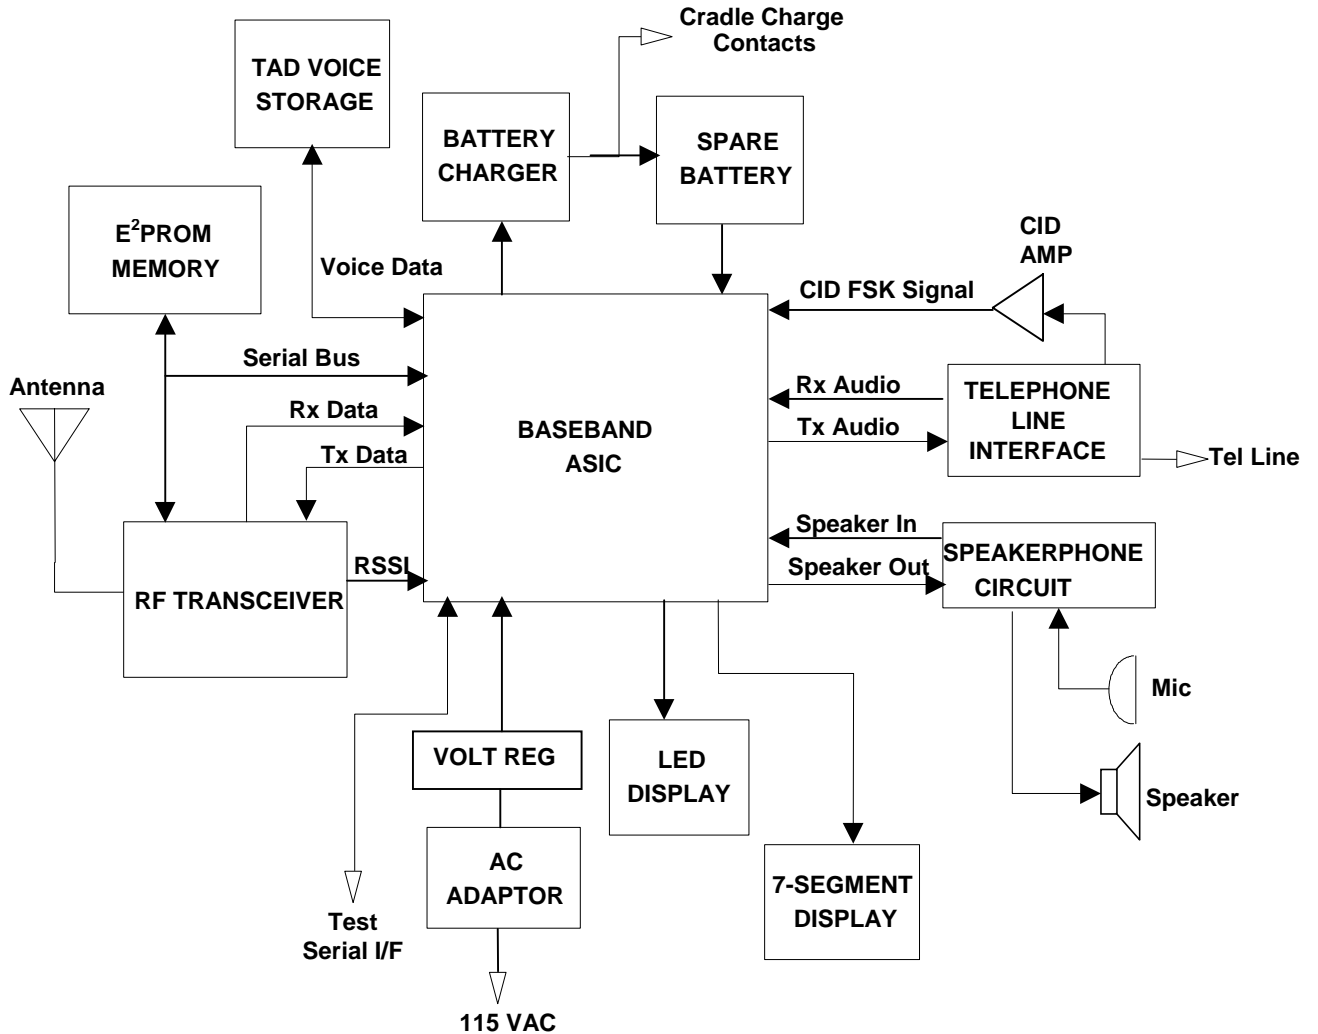 Cradle Charge
Contacts
TAD VOICE
STORAGE
BATTERY
CHARGER
SPARE
BATTERY
E²PROM
MEMORY
CID
AMP
Voice Data
CID FSK Signal
Serial Bus
Antenna
Rx Data
Tx Data
BASEBAND
ASIC
Rx Audio
Tx Audio
TELEPHONE
LINE
INTERFACE
Tel Line
Speaker In
Speaker Out
SPEAKERPHONE
CIRCUIT
RSSI
RF TRANSCEIVER
Mic
VOLT REG
LED
DISPLAY
Speaker
AC
ADAPTOR
7-SEGMENT
DISPLAY
Test
Serial I/F
115 VAC